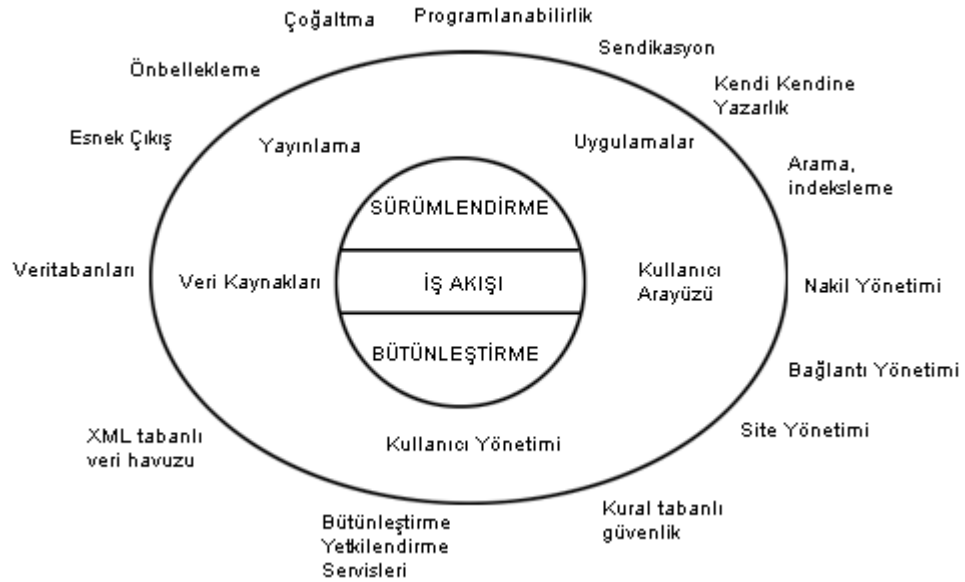 Çoğaltma
Programlanabilirlik
Sendikasyon
Önbellekleme
Kendi Kendine
Yazarlık
Esnek Çıkış
Yayınlama
Uygulamalar
Arama,
indeksleme
SÜRÜMLENDİRME
Veritabanları
Veri Kaynakları
İŞ AKIŞI
Kullanıcı
Arayüzü
Nakil Yönetimi
BÜTÜNLEŞTİRME
Bağlantı Yönetimi
XML tabanlı
veri havuzu
Kullanıcı Yönetimi
Site Yönetimi
Bütünleştirme
Yetkilendirme
Servisleri
Kural tabanlı
güvenlik